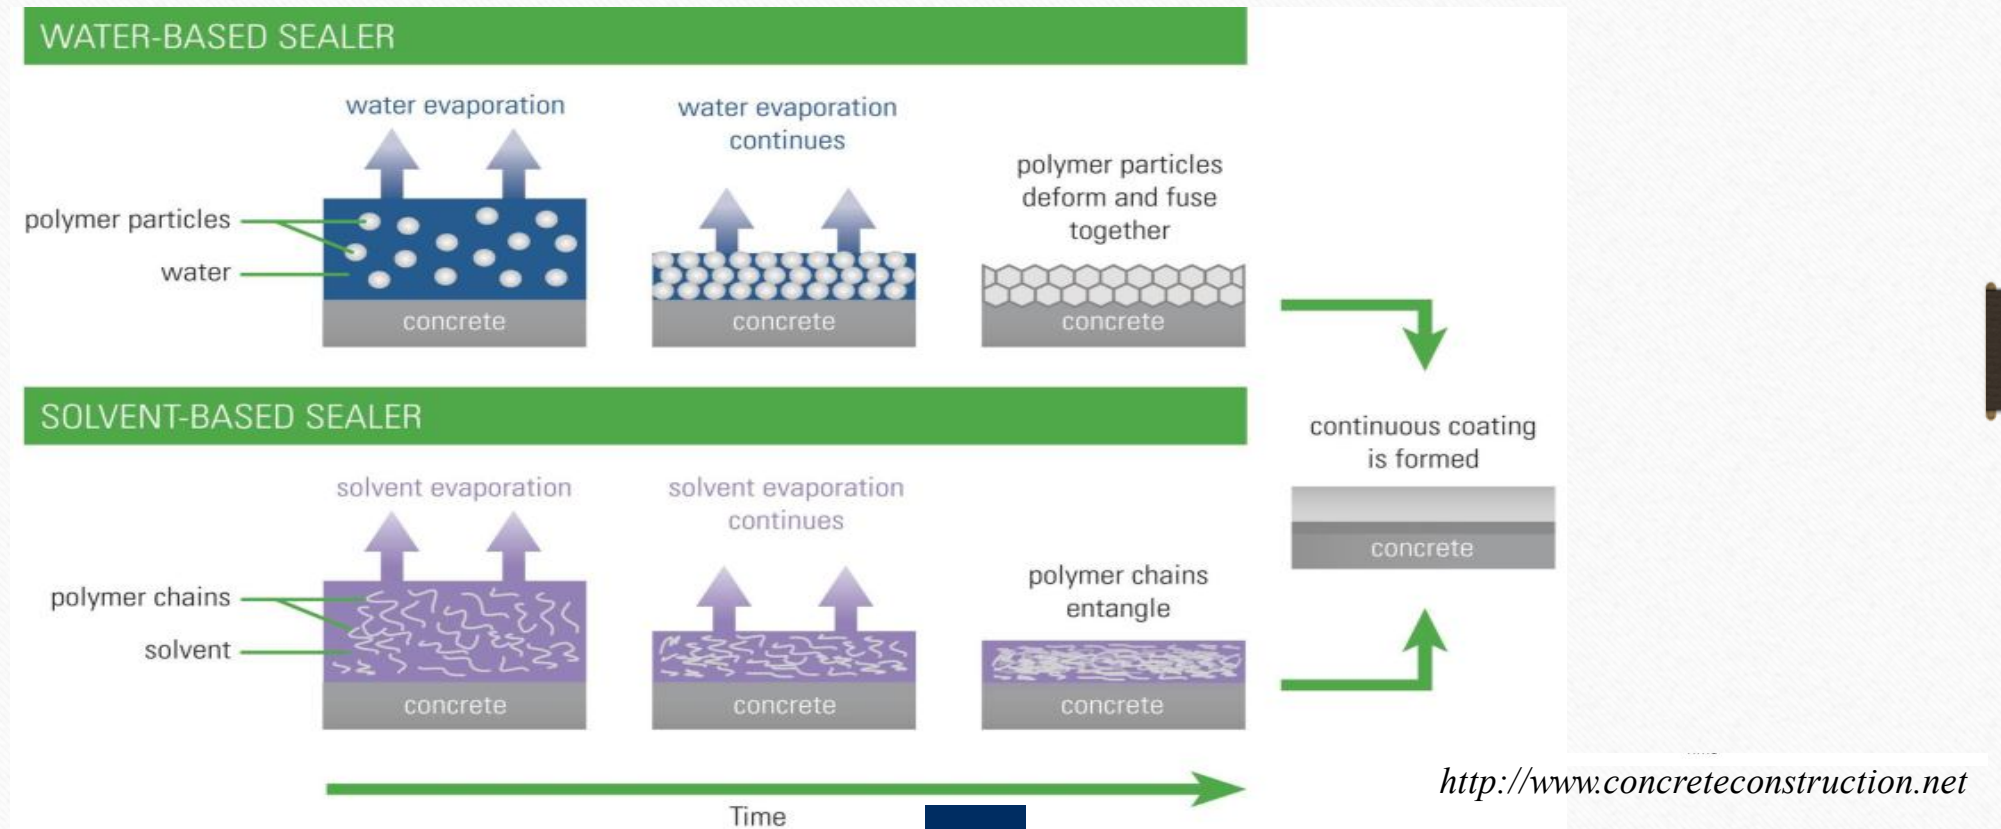 WATER-BASED SEALER
water evaporation
water evaporation
continues
polymer particles
deform and fuse
together
polymer particles
water
concrete
concrete
concrete
SOLVENT-BASED SEALER
continuous coating
is formed
concrete
solvent evaporation
solvent evaporation
continues
polymer chains
entangle
polymer chains
solvent
concrete
concrete
concrete
http://www.concreteconstruction.net
Time